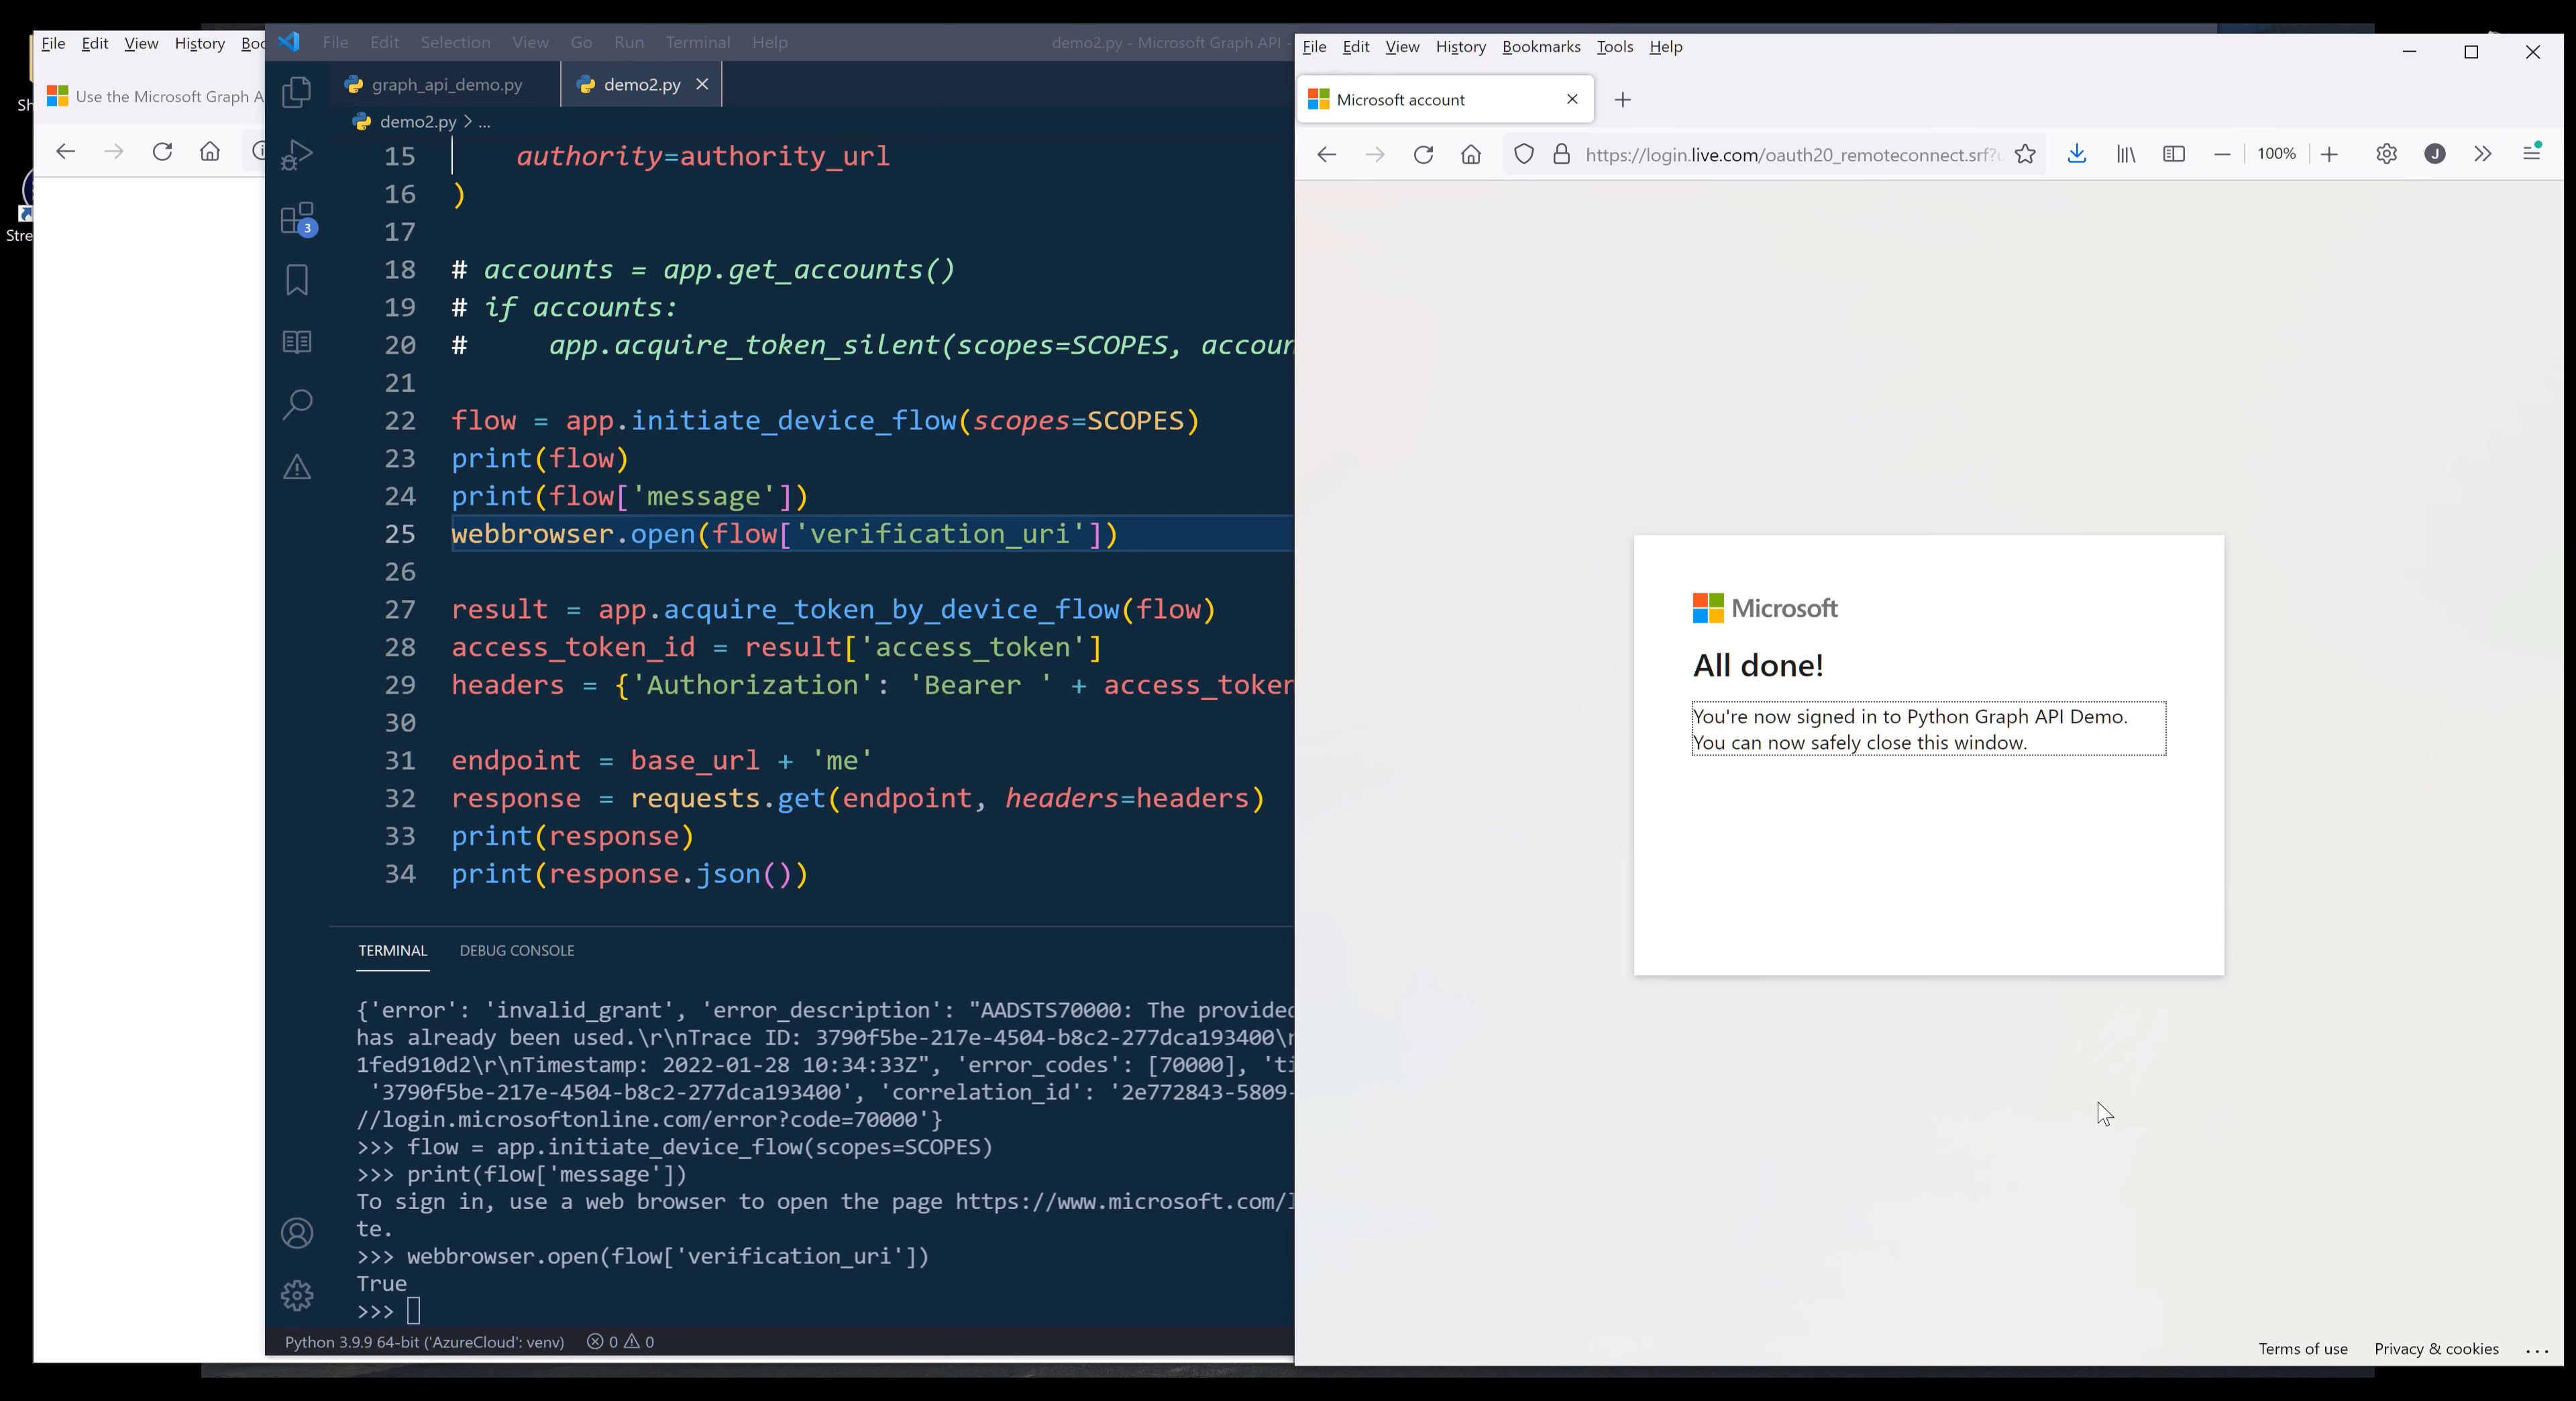 Sh
Stre
File Edit View History Boo
Use the Microsoft Graph A
File Edit Selection View Go Run Terminal Help
demo2.py - Microsoft Graph API -
graph_api_demo.py
demo2.py
demo2.py > ...
15     authority=authority_url
16 )
17
18 # accounts = app.get_accounts()
19 # if accounts:
20 #     app.acquire_token_silent(scopes=SCOPES, accoun
21
22 flow = app.initiate_device_flow(scopes=SCOPES)
23 print(flow)
24 print(flow['message'])
25 webbrowser.open(flow['verification_uri'])
26
27 result = app.acquire_token_by_device_flow(flow)
28 access_token_id = result['access_token']
29 headers = {'Authorization': 'Bearer ' + access_token
30
31 endpoint = base_url + 'me'
32 response = requests.get(endpoint, headers=headers)
33 print(response)
34 print(response.json())
3
TERMINAL DEBUG CONSOLE
{'error': 'invalid_grant', 'error_description': "AADSTS70000: The provided
has already been used.\r\nTrace ID: 3790f5be-217e-4504-b8c2-277dca193400\r
1fed910d2\r\nTimestamp: 2022-01-28 10:34:33Z", 'error_codes': [70000], 'ti
'3790f5be-217e-4504-b8c2-277dca193400', 'correlation_id': '2e772843-5809-
//login.microsoftonline.com/error?code=70000'}
>>> flow = app.initiate_device_flow(scopes=SCOPES)
>>> print(flow['message'])
To sign in, use a web browser to open the page https://www.microsoft.com/l
te.
>>> webbrowser.open(flow['verification_uri'])
True
>>>
Python 3.9.9 64-bit ('AzureCloud': venv) 0 0
File Edit View History Bookmarks Tools Help
Microsoft account
https://login.live.com/oauth20_remoteconnect.srf?u
100%
J
Microsoft
All done!
You're now signed in to Python Graph API Demo.
You can now safely close this window.
Terms of use Privacy & cookies ...